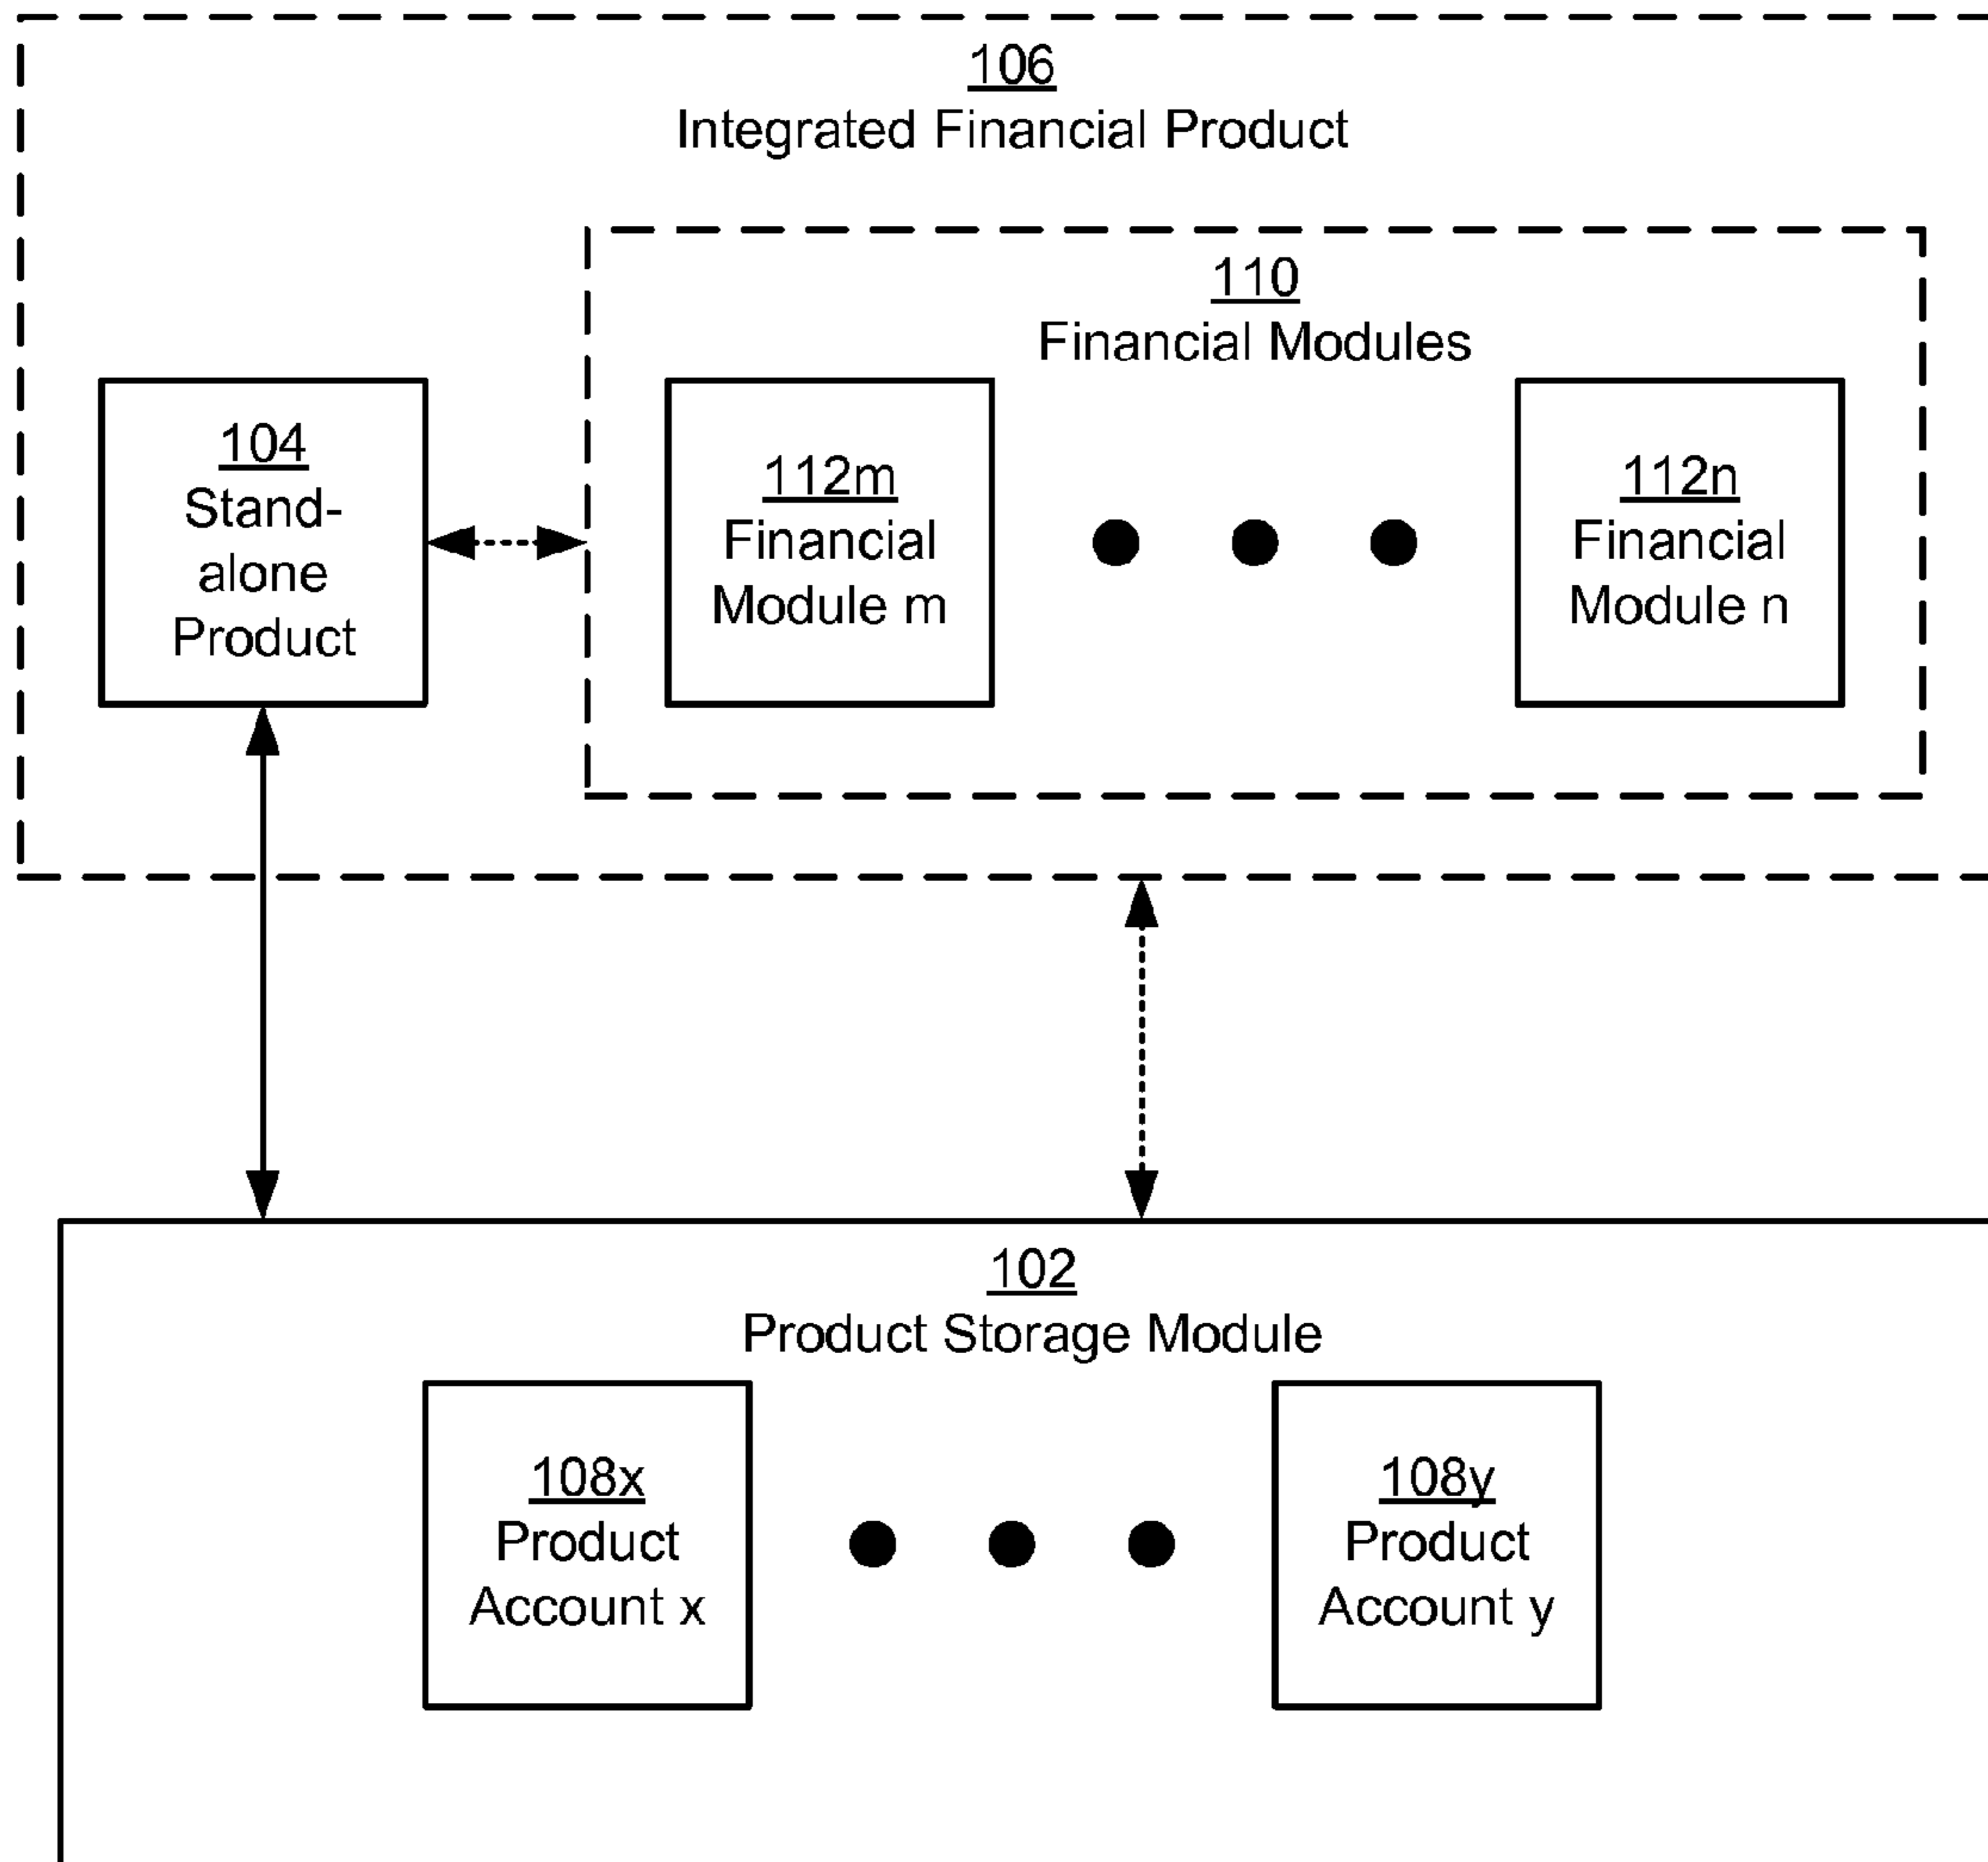 106
Integrated Financial Product
110
Financial Modules
104
Stand-
alone
Product
112m
Financial
Module m
112n
Financial
Module n
102
Product Storage Module
108x
Product
Account x
108y
Product
Account y